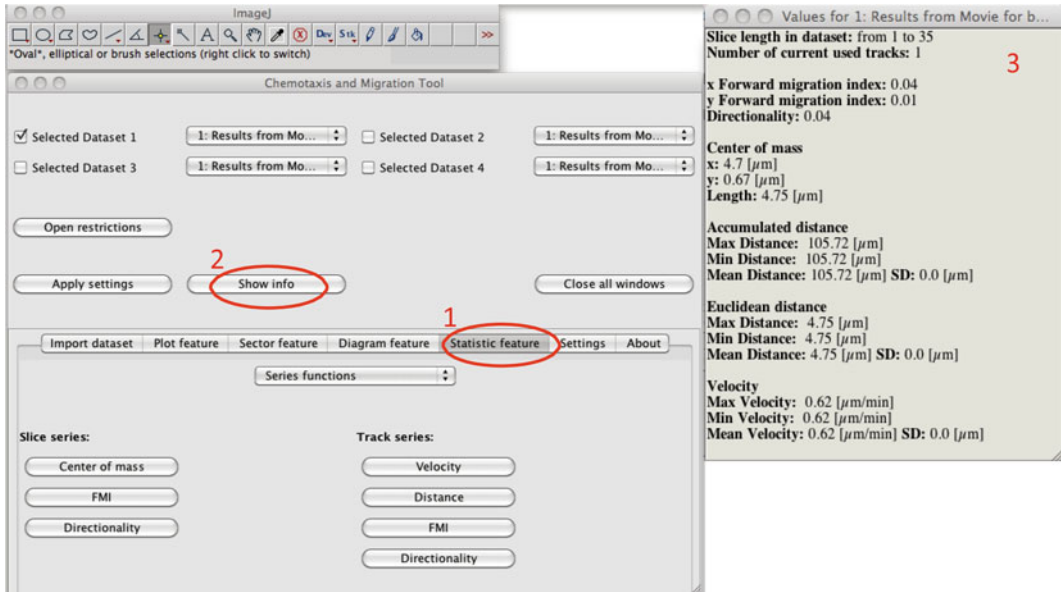 ImageJ
A
Dev Stk
>>
*Oval*, elliptical or brush selections (right click to switch)
Chemotaxis and Migration Tool
Selected Dataset 1 1: Results from Mo... Selected Dataset 2 1: Results from Mo...
Selected Dataset 3 1: Results from Mo... Selected Dataset 4 1: Results from Mo...
Open restrictions
2
Apply settings Show info Close all windows
1
Import dataset Plot feature Sector feature Diagram feature Statistic feature Settings About
Series functions
Slice series: Track series:
Center of mass Velocity
FMI Distance
Directionality FMI
Directionality
Values for 1: Results from Movie for b...
Slice length in dataset: from 1 to 35
Number of current used tracks: 1
3
x Forward migration index: 0.04
y Forward migration index: 0.01
Directionality: 0.04
Center of mass
x: 4.7 [µm]
y: 0.67 [µm]
Length: 4.75 [µm]
Accumulated distance
Max Distance: 105.72 [µm]
Min Distance: 105.72 [µm]
Mean Distance: 105.72 [µm] SD: 0.0 [µm]
Euclidean distance
Max Distance: 4.75 [µm]
Min Distance: 4.75 [µm]
Mean Distance: 4.75 [µm] SD: 0.0 [µm]
Velocity
Max Velocity: 0.62 [µm/min]
Min Velocity: 0.62 [µm/min]
Mean Velocity: 0.62 [µm/min] SD: 0.0 [µm]